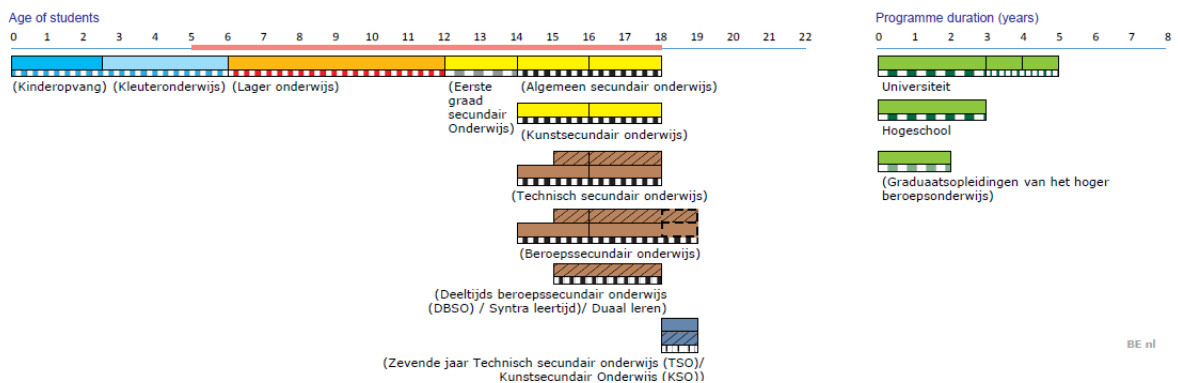 Age of students
Programme duration (years)
0 1 2 3 4 5 6 7 8 9 10 11 12 13 14 15 16 17 18 19 20 21 22
0 1 2 3 4 5 6 7 8
(Kinderopvang) (Kleuteronderwijs) (Lager onderwijs)
(Eerste
graad
secundair
Onderwijs)
(Algemeen secundair onderwijs)
(Kunstsecundair onderwijs)
(Technisch secundair onderwijs)
(Beroepssecundair onderwijs)
(Deeltijds beroepssecundair onderwijs
(DBSO) / Syntra leertijd)/ Duaal leren)
(Zevende jaar Technisch secundair onderwijs (TSO)/
Kunstsecundair Onderwijs (KSO))
Universiteit
Hogeschool
(Graduaatsopleidingen van het hoger
beroepsonderwijs)
BE nl